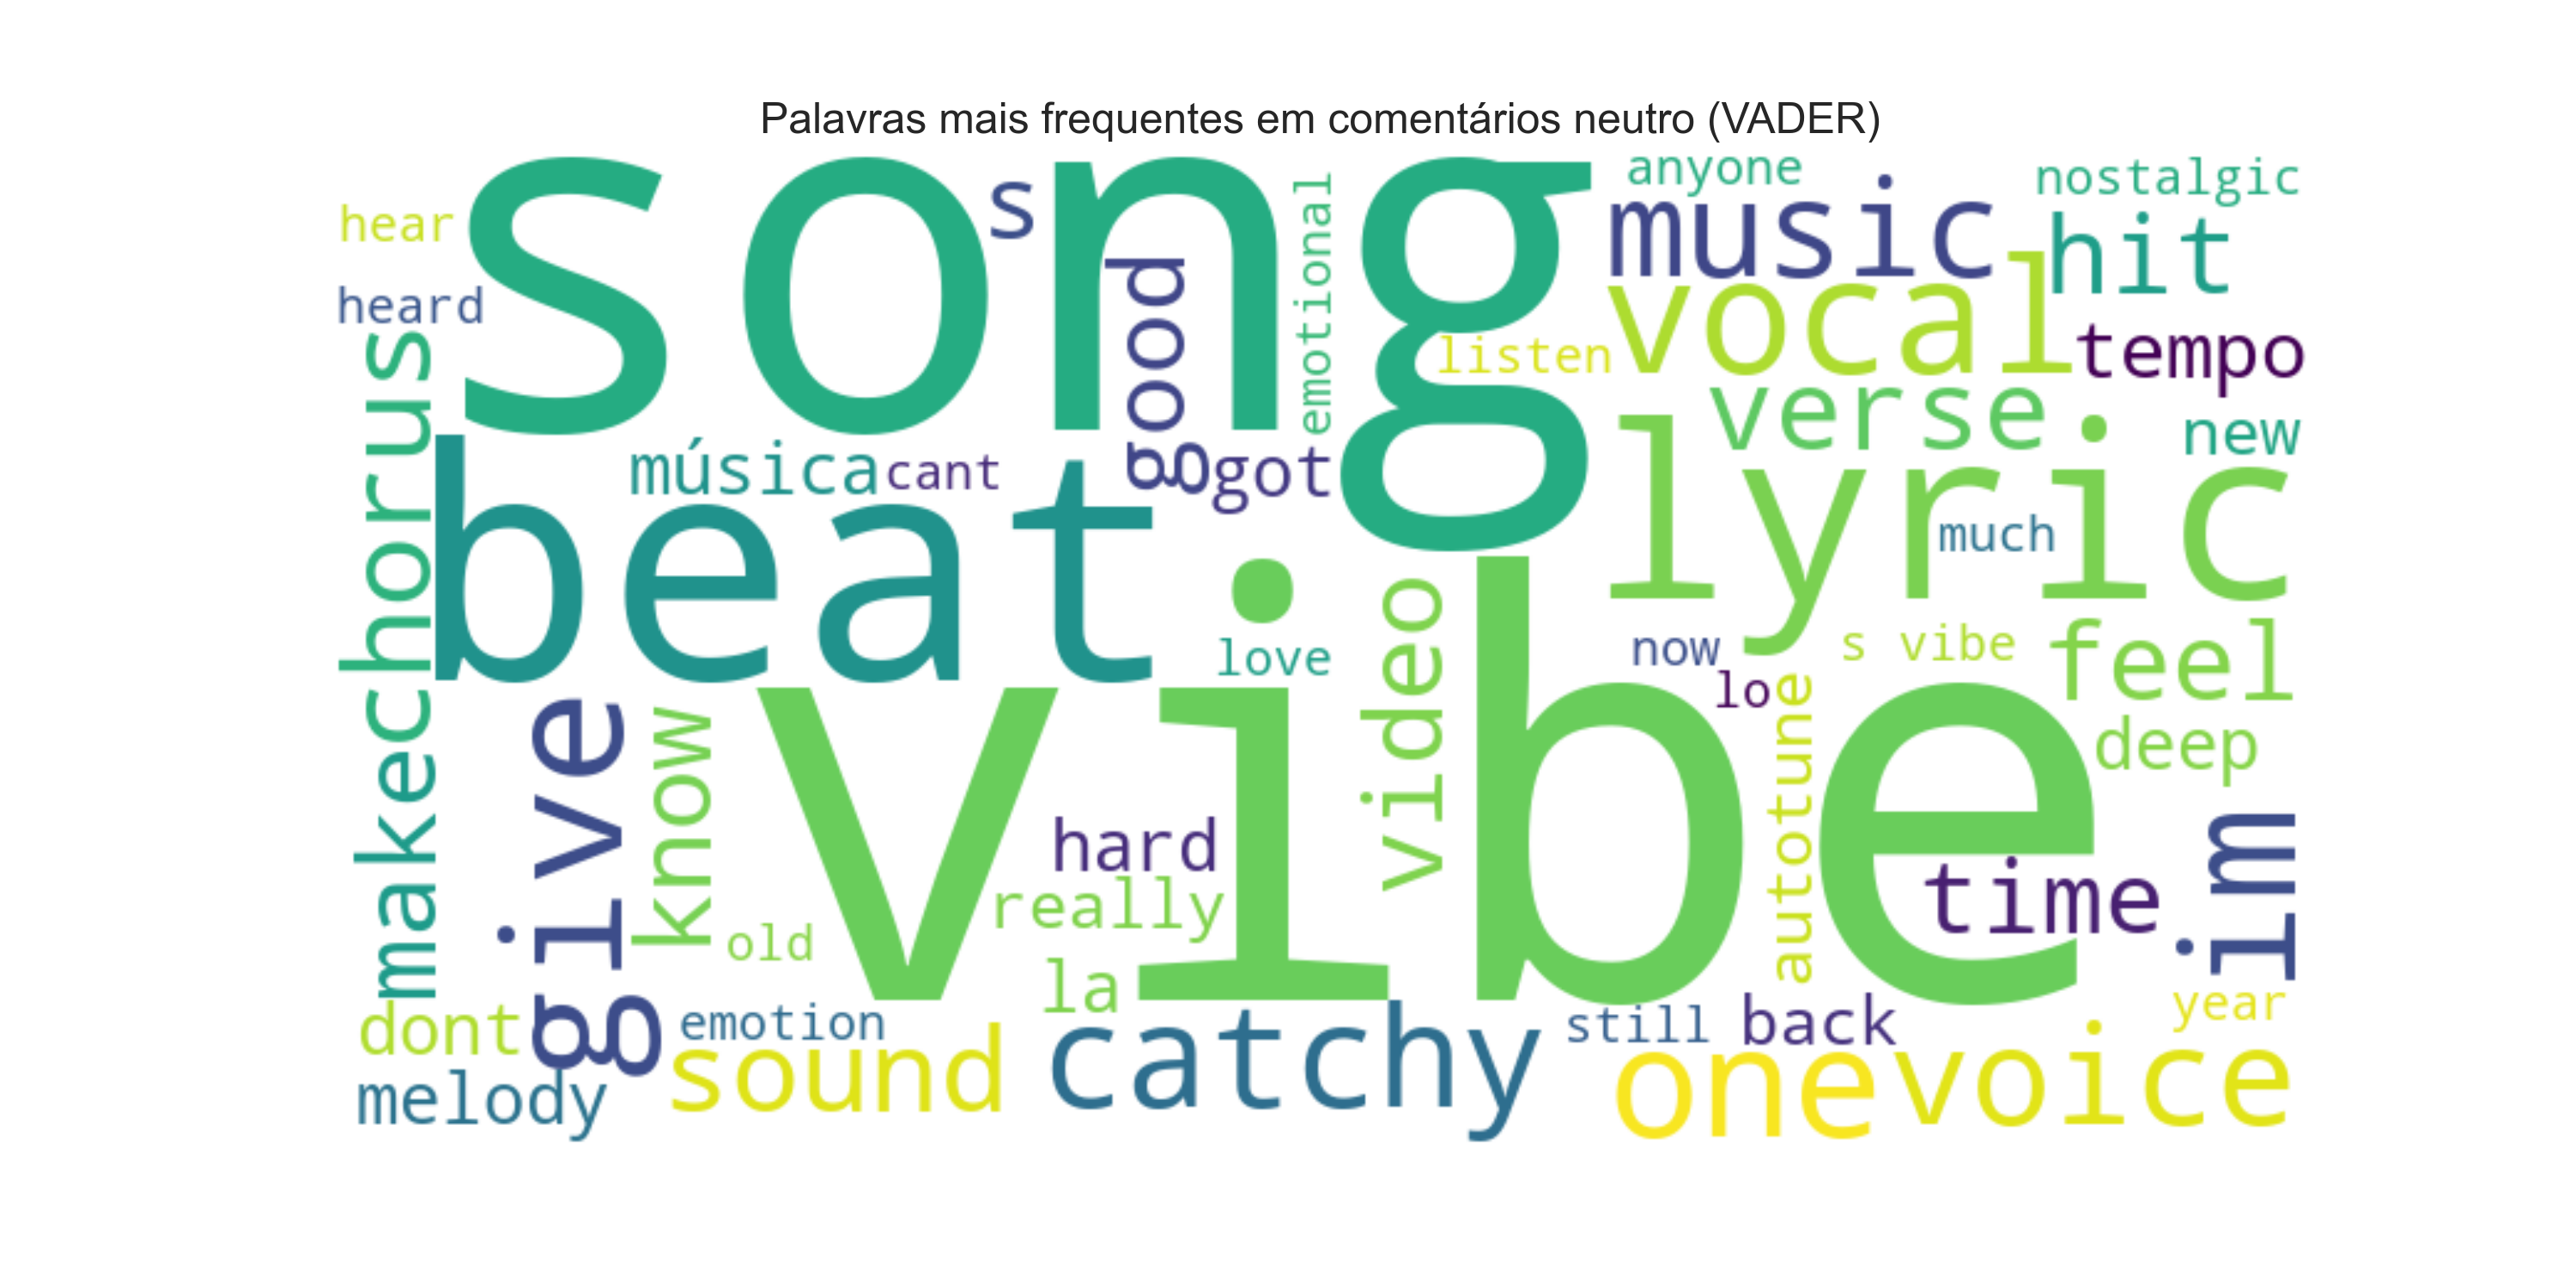 Palavras mais frequentes em comentários neutro (VADER)
song
s
good
emotional
anyone
nostalgic
hear
music
hit
heard
vocal
listen
tempo
chorus
verse
new
música
cant
got
lyric
beat
much
love
video
now
s vibe
feel
lo
autotune
deep
vibe
make
give
know
hard
really
old
time
im
la
dont
emotion
still
back
year
melody
sound
catchy
one
voice